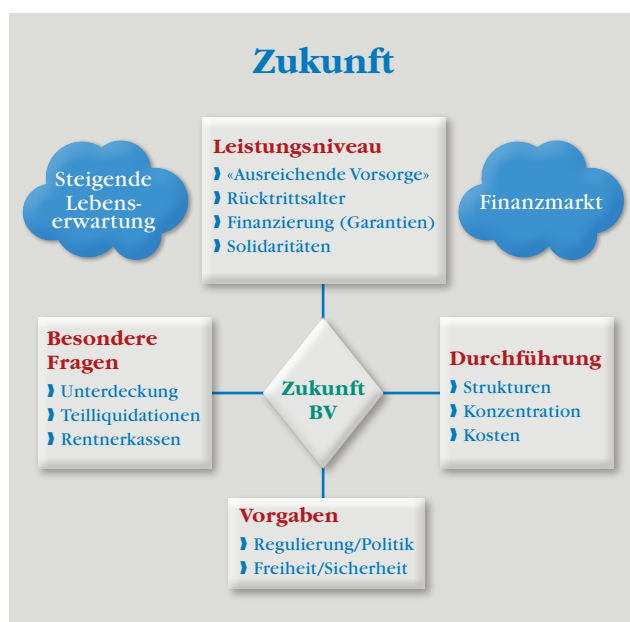 Zukunft
Leistungsniveau
❱ «Ausreichende Vorsorge»
❱ Rücktrittsalter
❱ Finanzierung (Garantien)
❱ Solidaritäten
Steigende
Lebens-
erwartung
Finanzmarkt
Besondere
Fragen
❱ Unterdeckung
❱ Teilliquidationen
❱ Rentnerkassen
Zukunft
BV
Durchführung
❱ Strukturen
❱ Konzentration
❱ Kosten
Vorgaben
❱ Regulierung/Politik
❱ Freiheit/Sicherheit